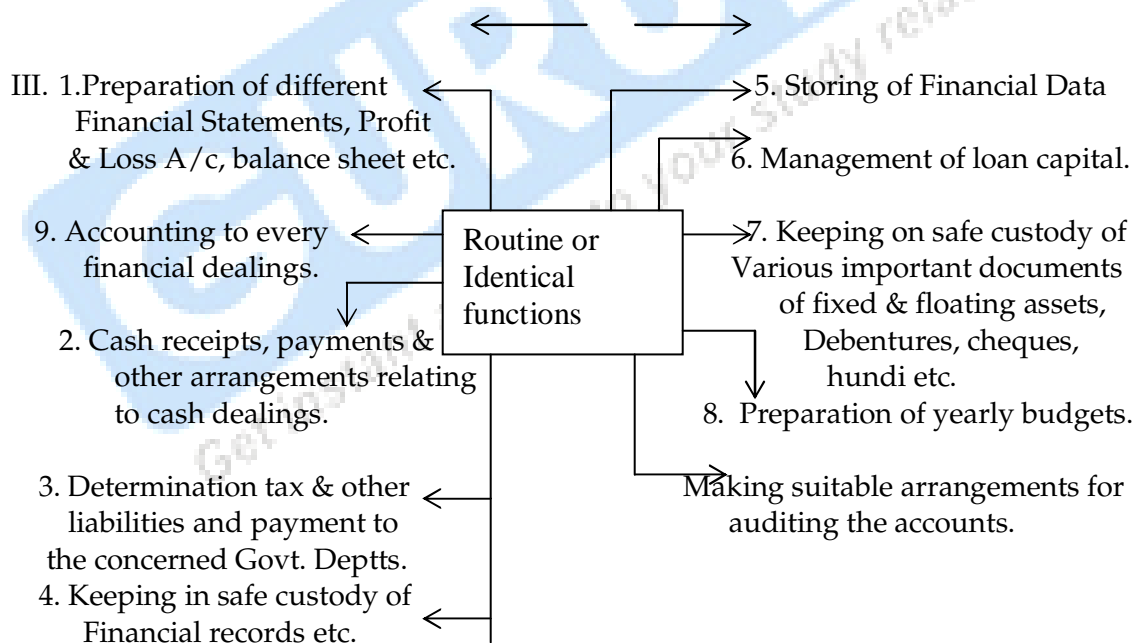 III. 1.Preparation of different
Financial Statements, Profit
& Loss A/c, balance sheet etc.
9. Accounting to every
financial dealings.
2. Cash receipts, payments &
other arrangements relating
to cash dealings.
3. Determination tax & other
liabilities and payment to
the concerned Govt. Deptts.
4. Keeping in safe custody of
Financial records etc.
Routine or
Identical
functions
5. Storing of Financial Data
6. Management of loan capital.
7. Keeping on safe custody of
Various important documents
of fixed & floating assets,
Debentures, cheques,
hundi etc.
8. Preparation of yearly budgets.
Making suitable arrangements for
auditing the accounts.